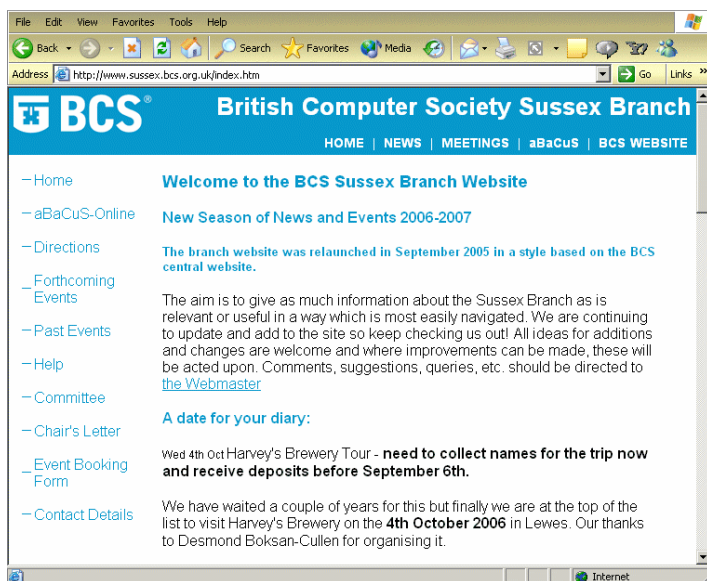 File Edit View Favorites Tools Help
Back Search Favorites Media
Address http://www.sussex.bcs.org.uk/index.htm Go Links »
BCS® British Computer Society Sussex Branch
HOME | NEWS | MEETINGS | aBaCuS | BCS WEBSITE
Home
aBaCuS-Online
Directions
Forthcoming
Events
Past Events
Help
Committee
Chair's Letter
Event Booking
Form
Contact Details
Welcome to the BCS Sussex Branch Website
New Season of News and Events 2006-2007
The branch website was relaunched in September 2005 in a style based on the BCS
central website.
The aim is to give as much information about the Sussex Branch as is
relevant or useful in a way which is most easily navigated. We are continuing
to update and add to the site so keep checking us out! All ideas for additions
and changes are welcome and where improvements can be made, these will
be acted upon. Comments, suggestions, queries, etc. should be directed to
the Webmaster
A date for your diary:
Wed 4th Oct Harvey's Brewery Tour - need to collect names for the trip now
and receive deposits before September 6th.
We have waited a couple of years for this but finally we are at the top of the
list to visit Harvey's Brewery on the 4th October 2006 in Lewes. Our thanks
to Desmond Boksan-Cullen for organising it.
Internet